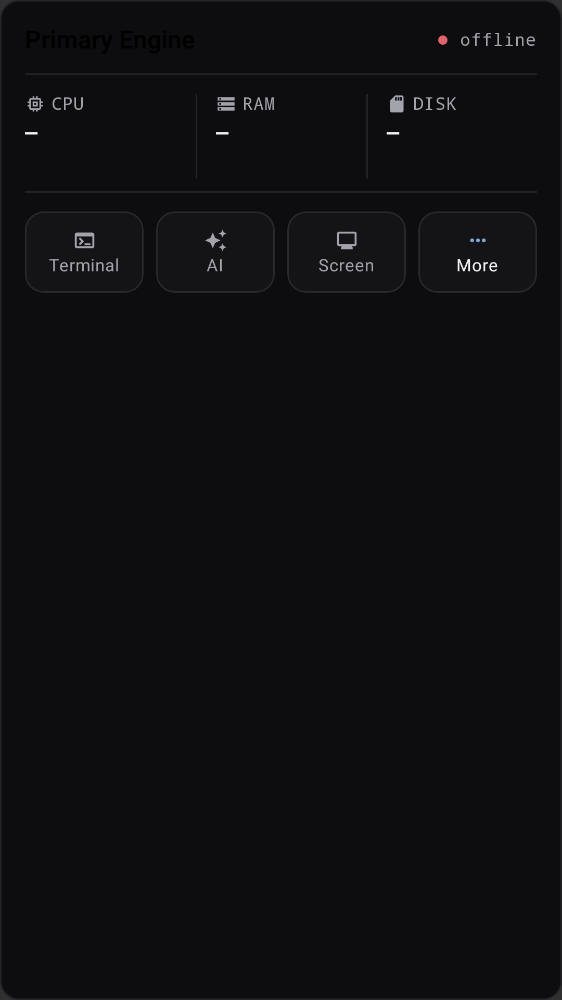 Primary Engine
offline
CPU
RAM
DISK
–
–
–
Terminal
AI
Screen
More